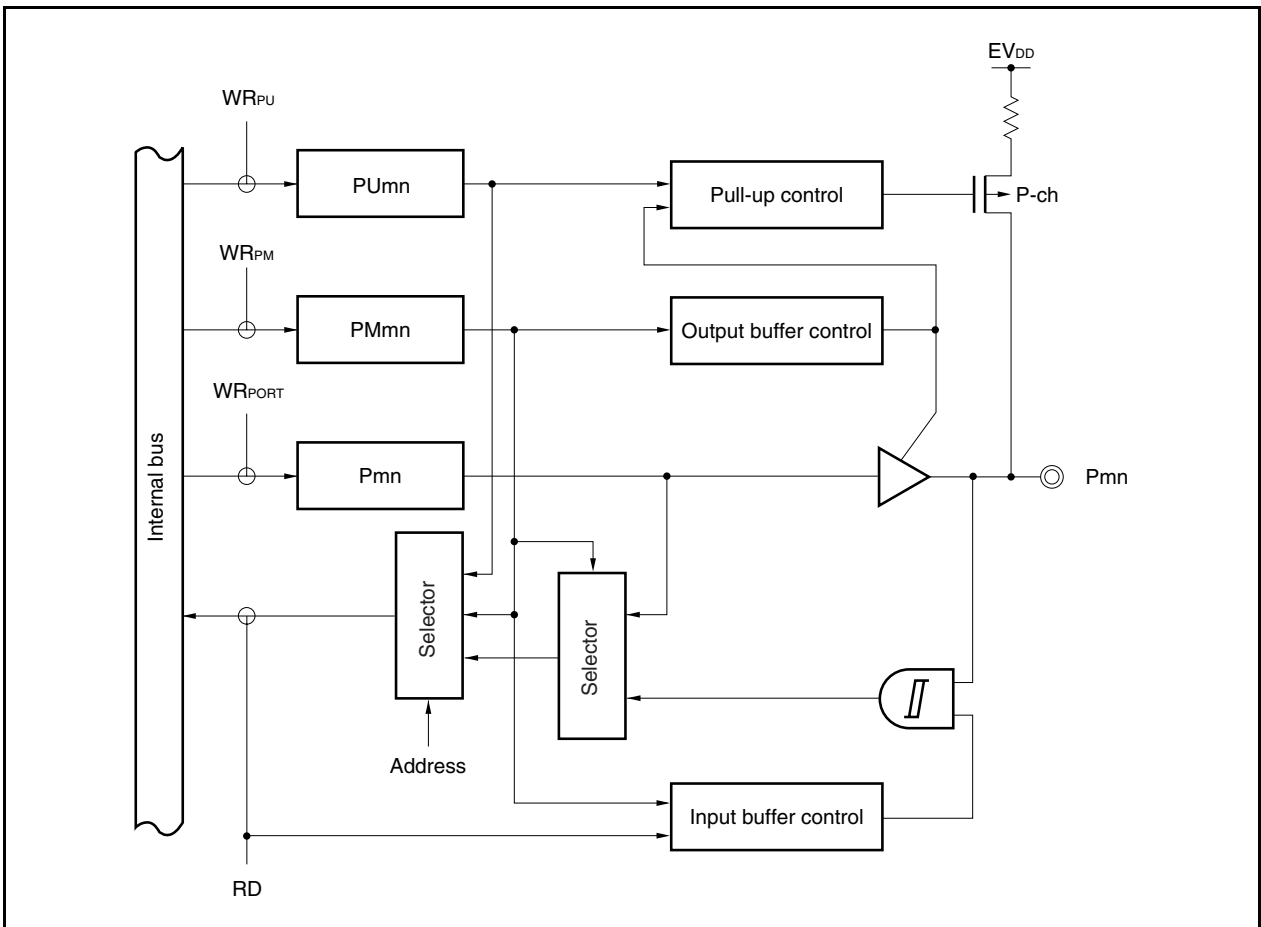 EVDD
WRPU
PUmn
Pull-up control
P-ch
WRPM
PMmn
Output buffer control
WRPORT
Internal bus
Pmn
Pmn
Selector
Selector
Address
Input buffer control
RD